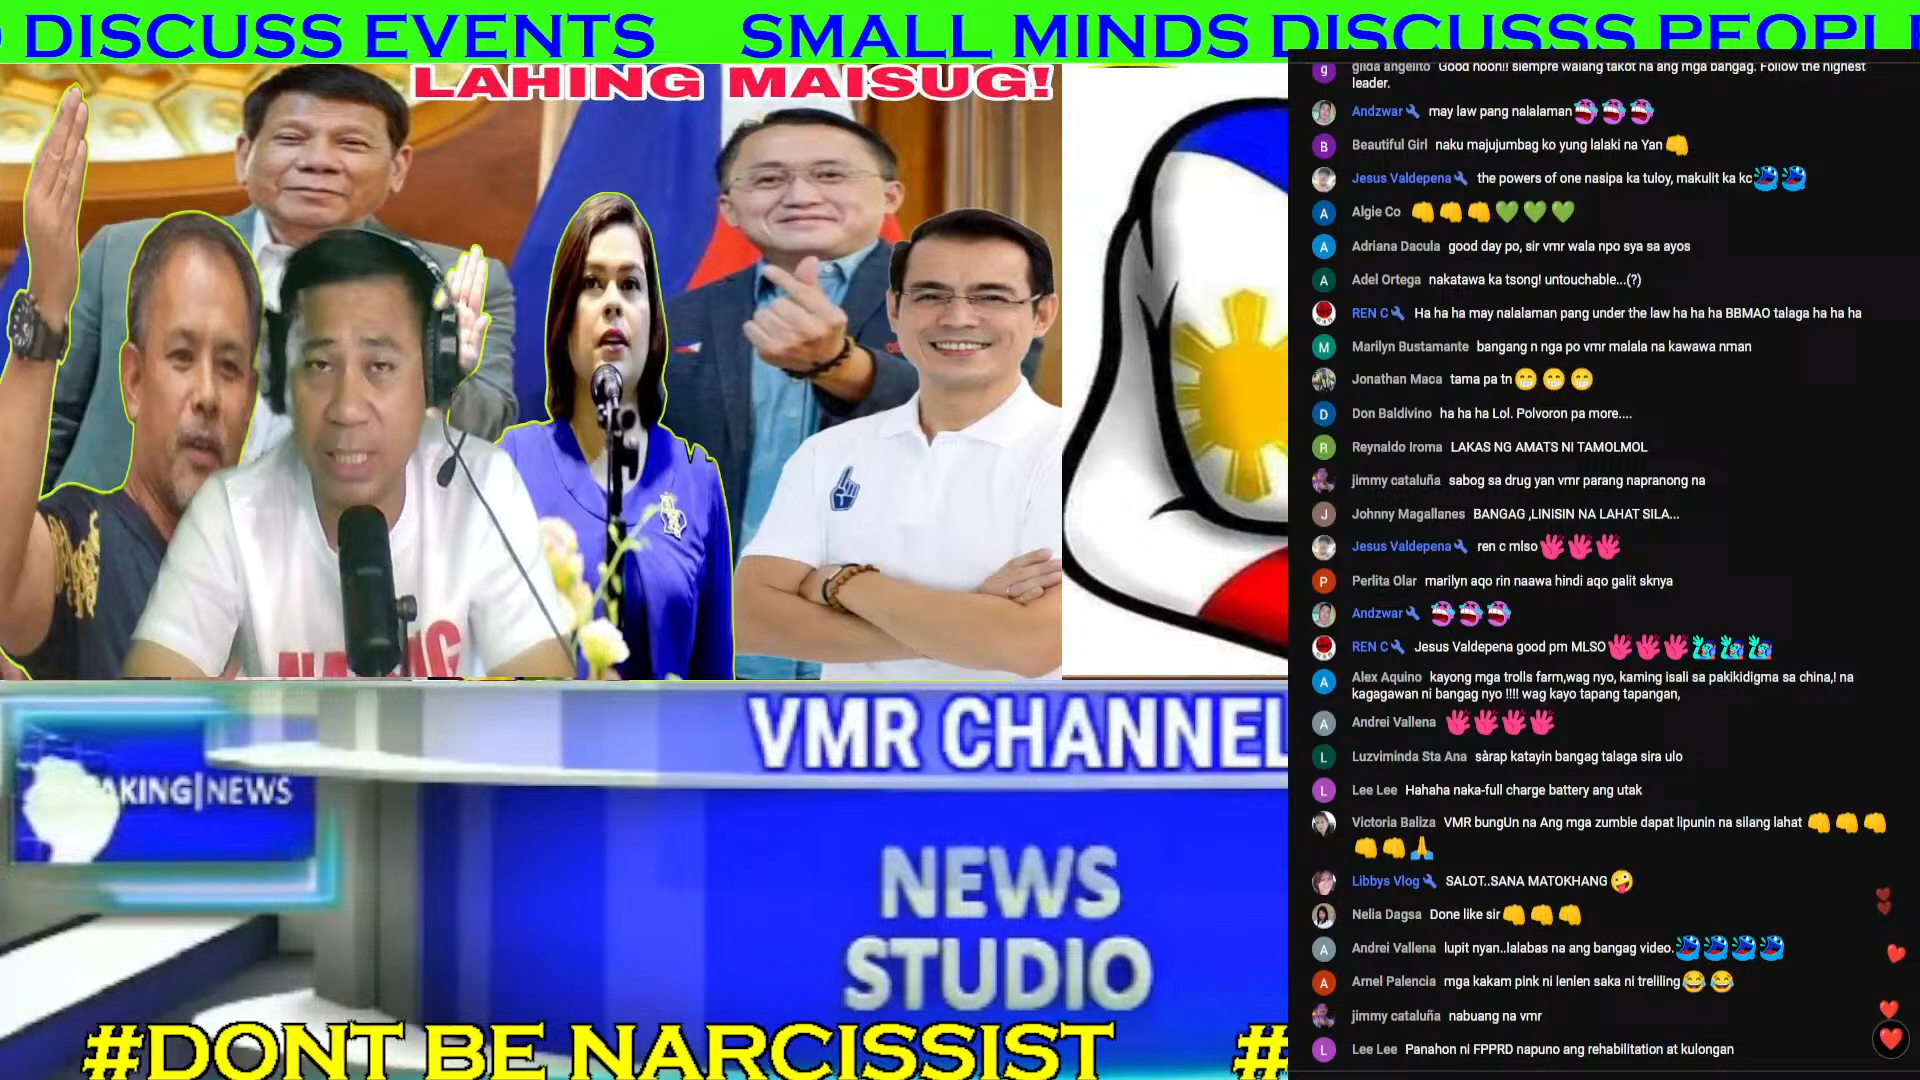 DISCUSS EVENTS SMALL MINDS DISCUSSS PEOPLE
LAHING MAISUG!
VMR CHANNEL
AKING|NEWS
NEWS
STUDIO
#DONT BE NARCISSIST #
g gilda angelito Good noon!! siempre walang takot na ang mga bangag. Follow the highest
leader.
Andzwar may law pang nalalaman
B Beautiful Girl naku majujumbag ko yung lalaki na Yan
Jesus Valdepena the powers of one nasipa ka tuloy, makulit ka kc
A Algie Co
A Adriana Dacula good day po, sir vmr wala npo sya sa ayos
A Adel Ortega nakatawa ka tsong! untouchable...(?)
REN C Ha ha ha may nalalaman pang under the law ha ha ha BBMAO talaga ha ha ha
M Marilyn Bustamante bangang n nga po vmr malala na kawawa nman
Jonathan Maca tama pa tn
D Don Baldivino ha ha ha Lol. Polvoron pa more....
R Reynaldo Iroma LAKAS NG AMATS NI TAMOLMOL
jimmy cataluña sabog sa drug yan vmr parang napranong na
J Johnny Magallanes BANGAG ,LINISIN NA LAHAT SILA...
Jesus Valdepena ren c mlso
P Perlita Olar marilyn aqo rin naawa hindi aqo galit sknya
Andzwar
REN C Jesus Valdepena good pm MLSO
A Alex Aquino kayong mga trolls farm,wag nyo, kaming isali sa pakikidigma sa china,! na
kagagawan ni bangag nyo !!!! wag kayo tapang tapangan,
A Andrei Vallena
L Luzviminda Sta Ana sàrap katayin bangag talaga sira ulo
L Lee Lee Hahaha naka-full charge battery ang utak
Victoria Baliza VMR bungUn na Ang mga zumbie dapat lipunin na silang lahat
Libbys Vlog SALOT..SANA MATOKHANG
Nelia Dagsa Done like sir
A Andrei Vallena lupit nyan..lalabas na ang bangag video.
A Arnel Palencia mga kakam pink ni lenlen saka ni treliling
jimmy cataluña nabuang na vmr
L Lee Lee Panahon ni FPPRD napuno ang rehabilitation at kulongan